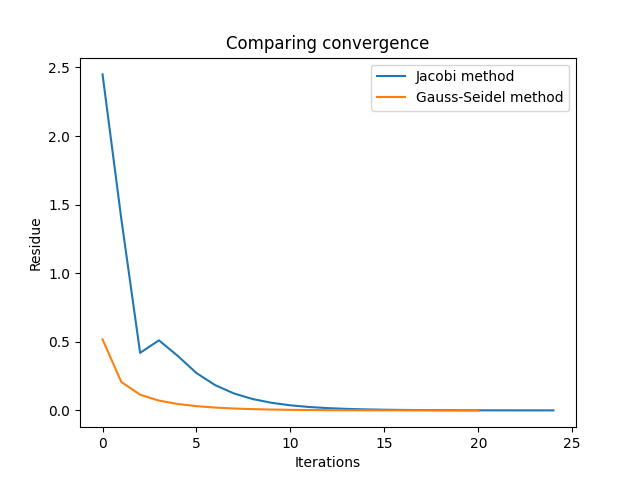 Comparing convergence
Jacobi method
Gauss-Seidel method
Residue
2.5
2.0
1.5
1.0
0.5
0.0
0 5 10 15 20 25
Iterations